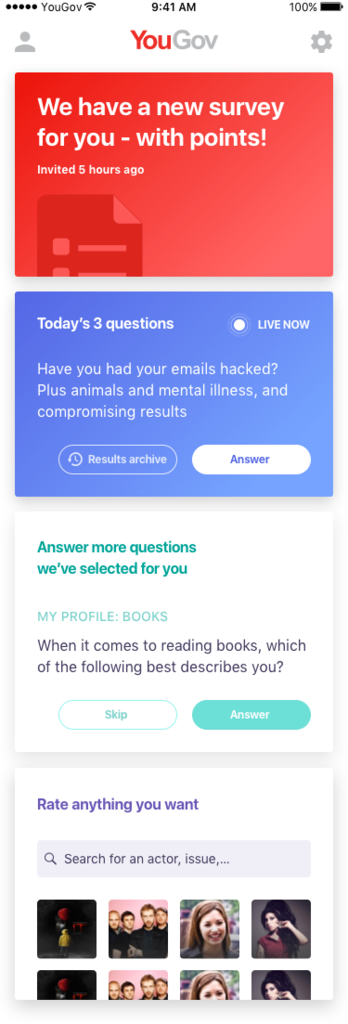 YouGov 9:41 AM 100%
YouGov
We have a new survey
for you - with points!
Invited 5 hours ago
Today's 3 questions
LIVE NOW
Have you had your emails hacked?
Plus animals and mental illness, and
compromising results
Results archive
Answer
Answer more questions
we've selected for you
MY PROFILE: BOOKS
When it comes to reading books, which
of the following best describes you?
Skip
Answer
Rate anything you want
Search for an actor, issue,...